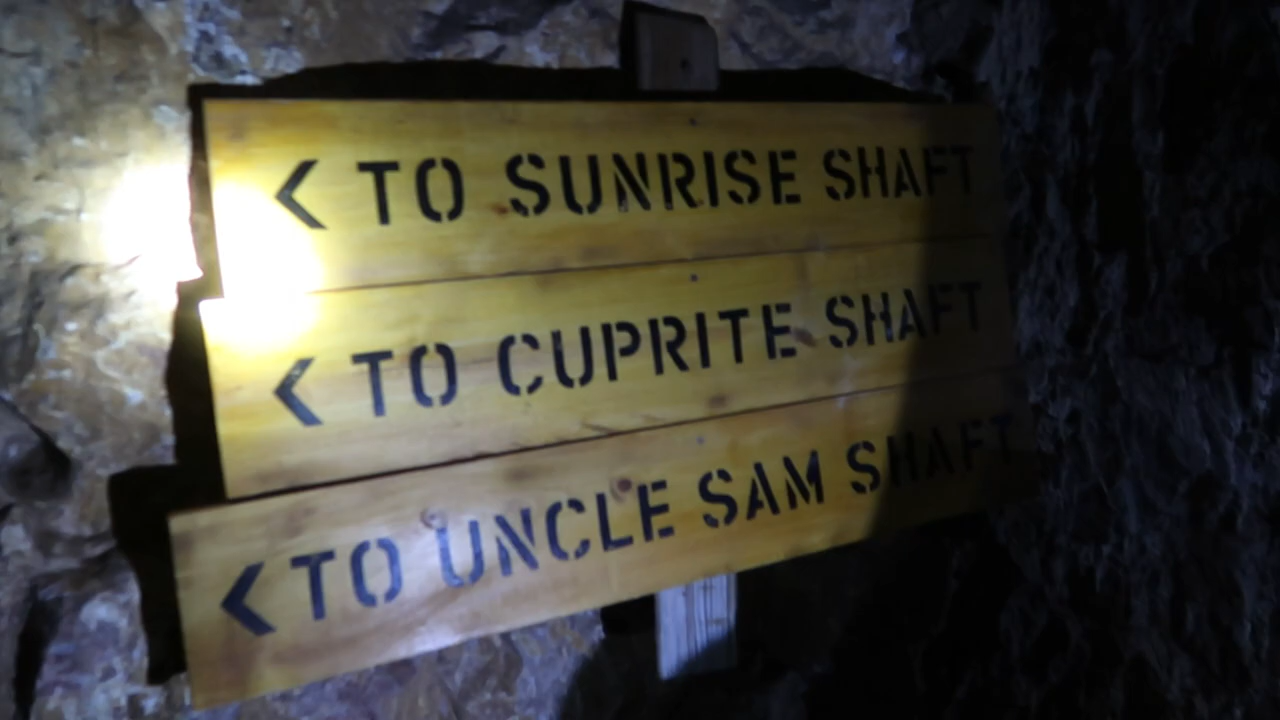 < TO SUNRISE SHAFT
< TO CUPRITE SHAFT
< TO UNCLE SAM SHAFT